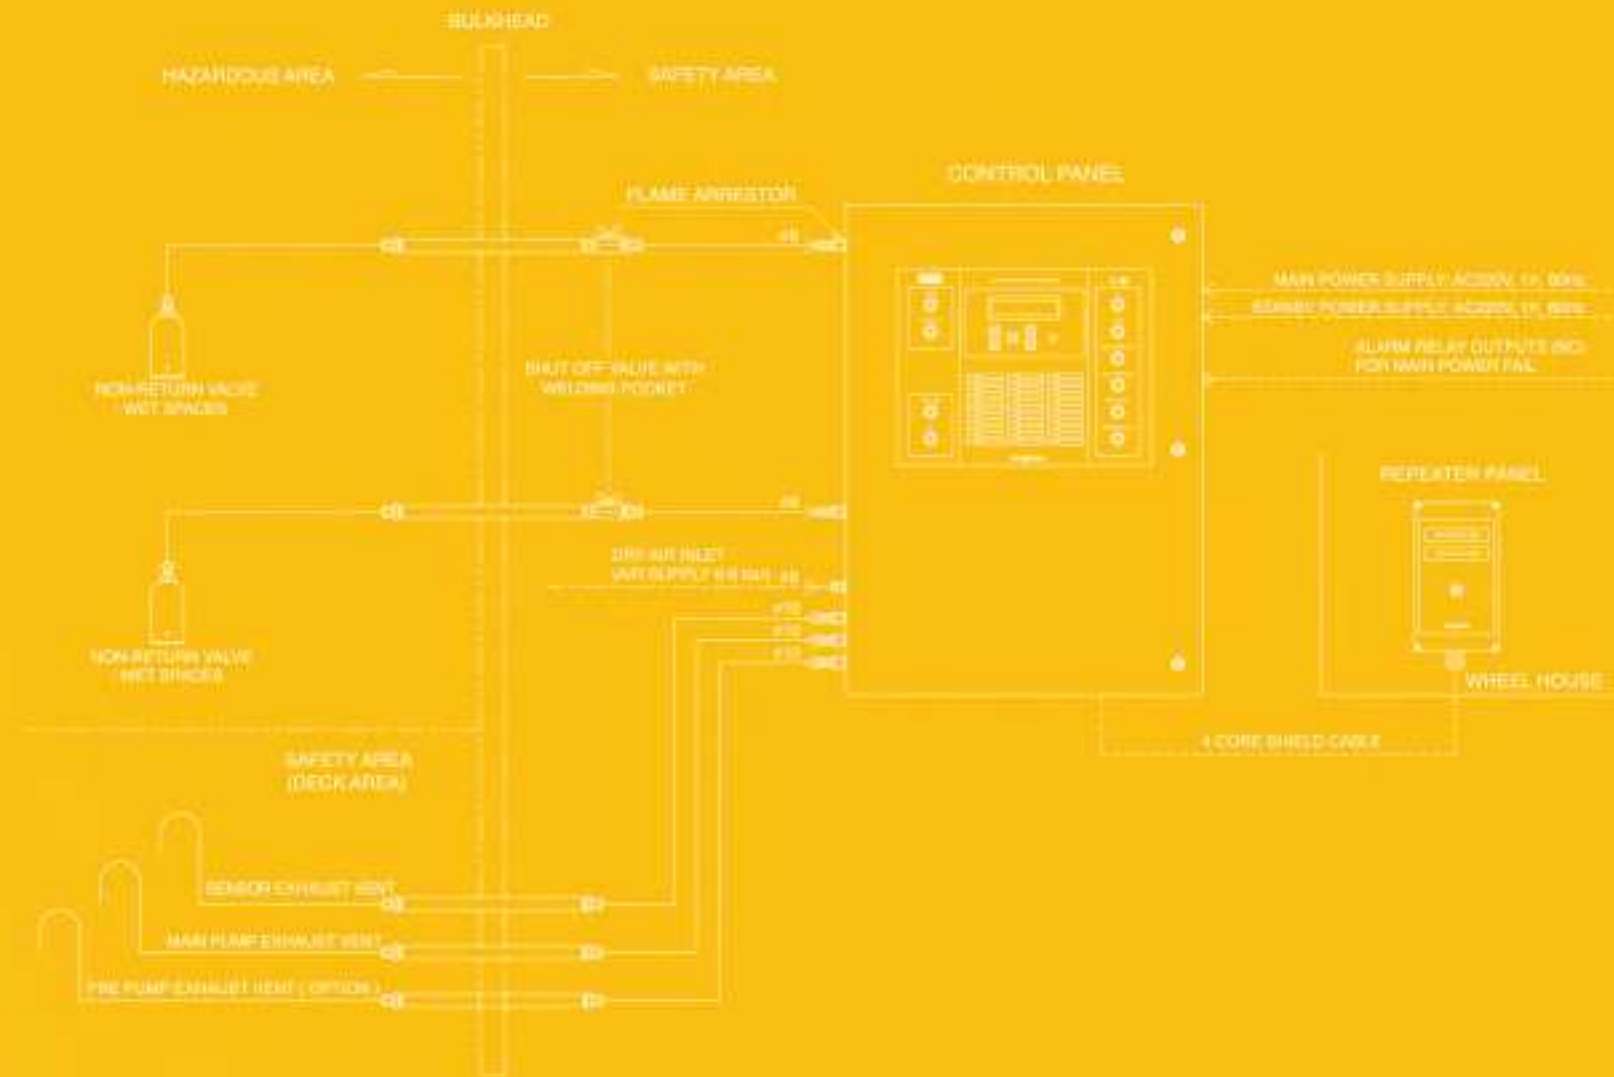 BULKHEAD
HAZARDOUS AREA
SAFETY AREA
CONTROL PANEL
FLAME ARRESTOR
MAIN POWER SUPPLY: AC220V, 1P, 60Hz
POWER SUPPLY: AC220V, 1P, 60Hz
ALARM RELAY OUTPUTS (NC)
FOR MAIN POWER FAIL
SHUT OFF VALVE WITH
WELDING POCKET
NON-RETURN VALVE
WET SPACES
REPEATER PANEL
DRY AIR INLET
(AIR SUPPLY
NON-RETURN VALVE
WET SPACES
WHEEL HOUSE
4 CORE SHIELD CABLE
SAFETY AREA
(DECK AREA)
SENSOR EXHAUST VENT
MAIN PUMP EXHAUST VENT
PUMP EXHAUST VENT ( OPTION )